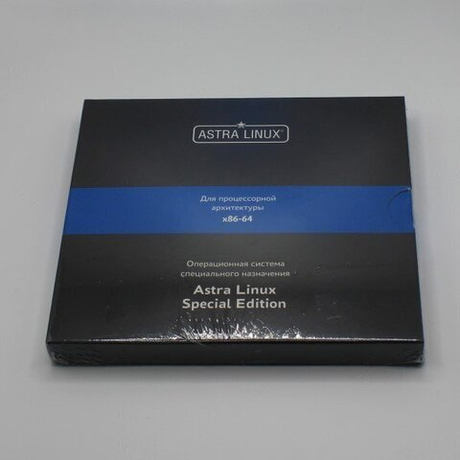 ASTRA LINUX®
Для процессорной
архитектуры
x86-64
Операционная система
специального назначения
Astra Linux
Special Edition